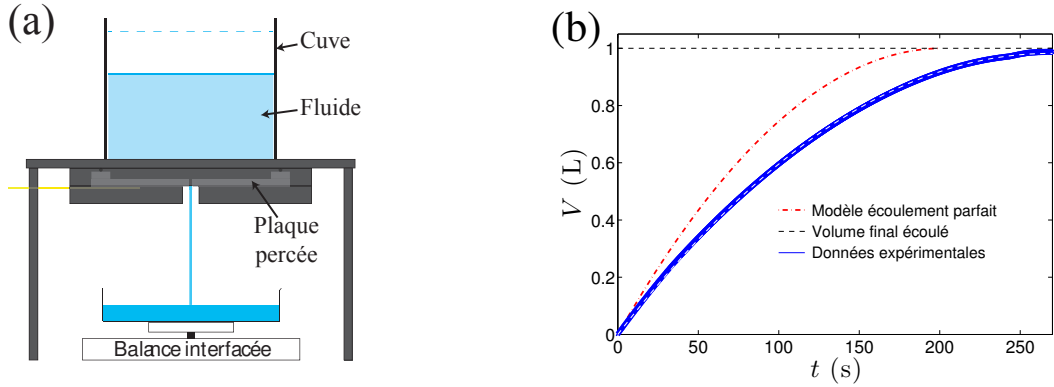 (a)
Cuve
Fluide
Plaque
percée
Balance interfacée
(b)
V (L)
1
0.8
0.6
0.4
0.2
0
0
50
100
150
200
250
t (s)
Modèle écoulement parfait
Volume final écoulé
Données expérimentales